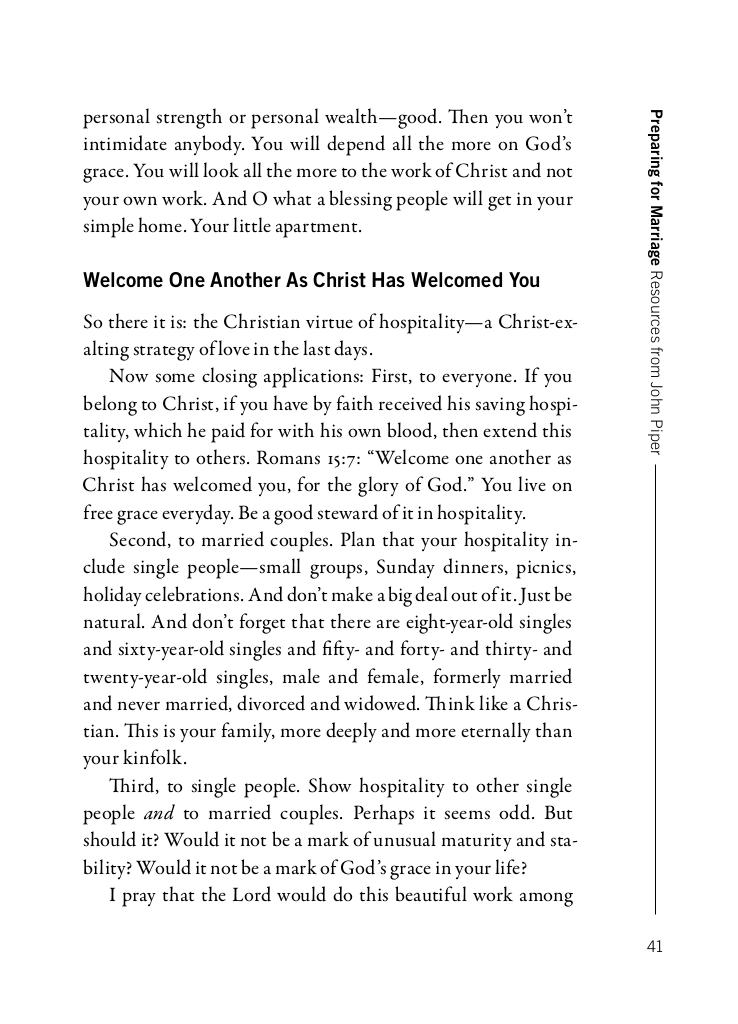 personal strength or personal wealth—good. Then you won’t
intimidate anybody. You will depend all the more on God’s
grace. You will look all the more to the work of Christ and not
your own work. And O what a blessing people will get in your
simple home. Your little apartment.
Welcome One Another As Christ Has Welcomed You
So there it is: the Christian virtue of hospitality—a Christ-ex-
alting strategy of love in the last days.
Now some closing applications: First, to everyone. If you
belong to Christ, if you have by faith received his saving hospi-
tality, which he paid for with his own blood, then extend this
hospitality to others. Romans 15:7: “Welcome one another as
Christ has welcomed you, for the glory of God.” You live on
free grace everyday. Be a good steward of it in hospitality.
Second, to married couples. Plan that your hospitality in-
clude single people—small groups, Sunday dinners, picnics,
holiday celebrations. And don’t make a big deal out of it. Just be
natural. And don’t forget that there are eight-year-old singles
and sixty-year-old singles and fifty- and forty- and thirty- and
twenty-year-old singles, male and female, formerly married
and never married, divorced and widowed. Think like a Chris-
tian. This is your family, more deeply and more eternally than
your kinfolk.
Third, to single people. Show hospitality to other single
people and to married couples. Perhaps it seems odd. But
should it? Would it not be a mark of unusual maturity and sta-
bility? Would it not be a mark of God’s grace in your life?
I pray that the Lord would do this beautiful work among
Preparing for Marriage Resources from John Piper
41